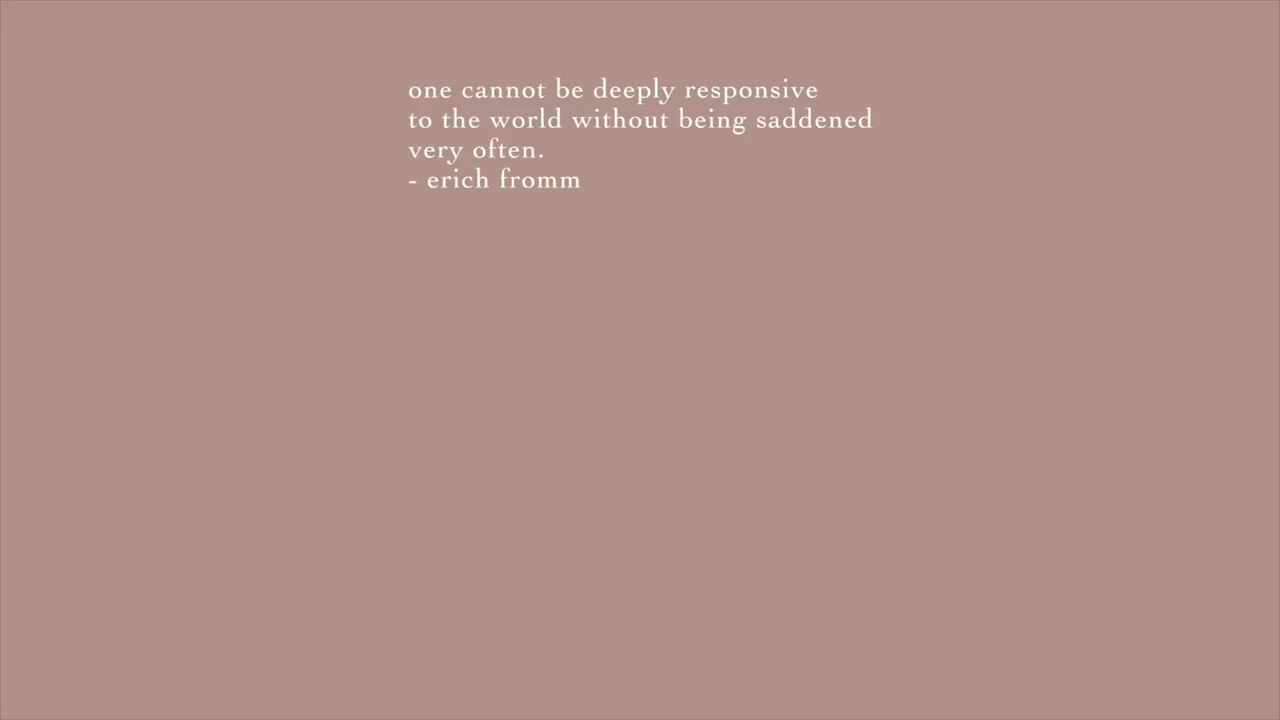 one cannot be deeply responsive
to the world without being saddened
very often.
- erich fromm